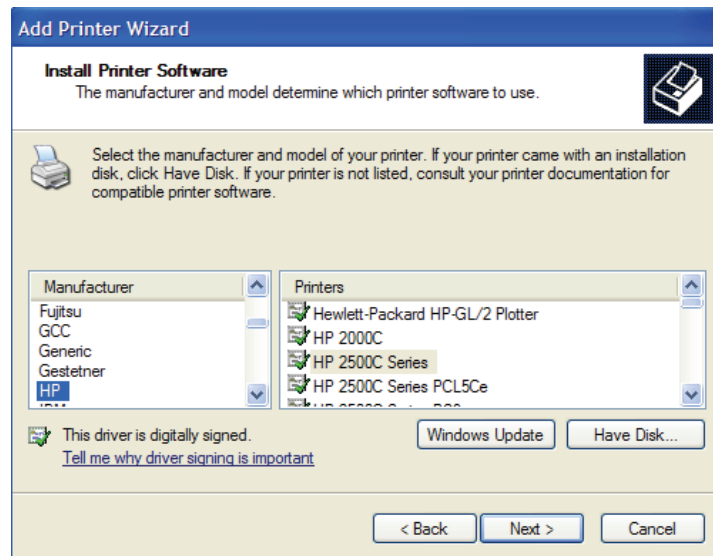 Add Printer Wizard
Install Printer Software
The manufacturer and model determine which printer software to use.
Select the manufacturer and model of your printer. If your printer came with an installation
disk, click Have Disk. If your printer is not listed, consult your printer documentation for
compatible printer software.
Manufacturer
Fujitsu
GCC
Generic
Gestetner
HP
Printers
Hewlett-Packard HP-GL/2 Plotter
HP 2000C
HP 2500C Series
HP 2500C Series PCL5Ce
This driver is digitally signed.
Tell me why driver signing is important
Windows Update
Have Disk...
< Back
Next >
Cancel